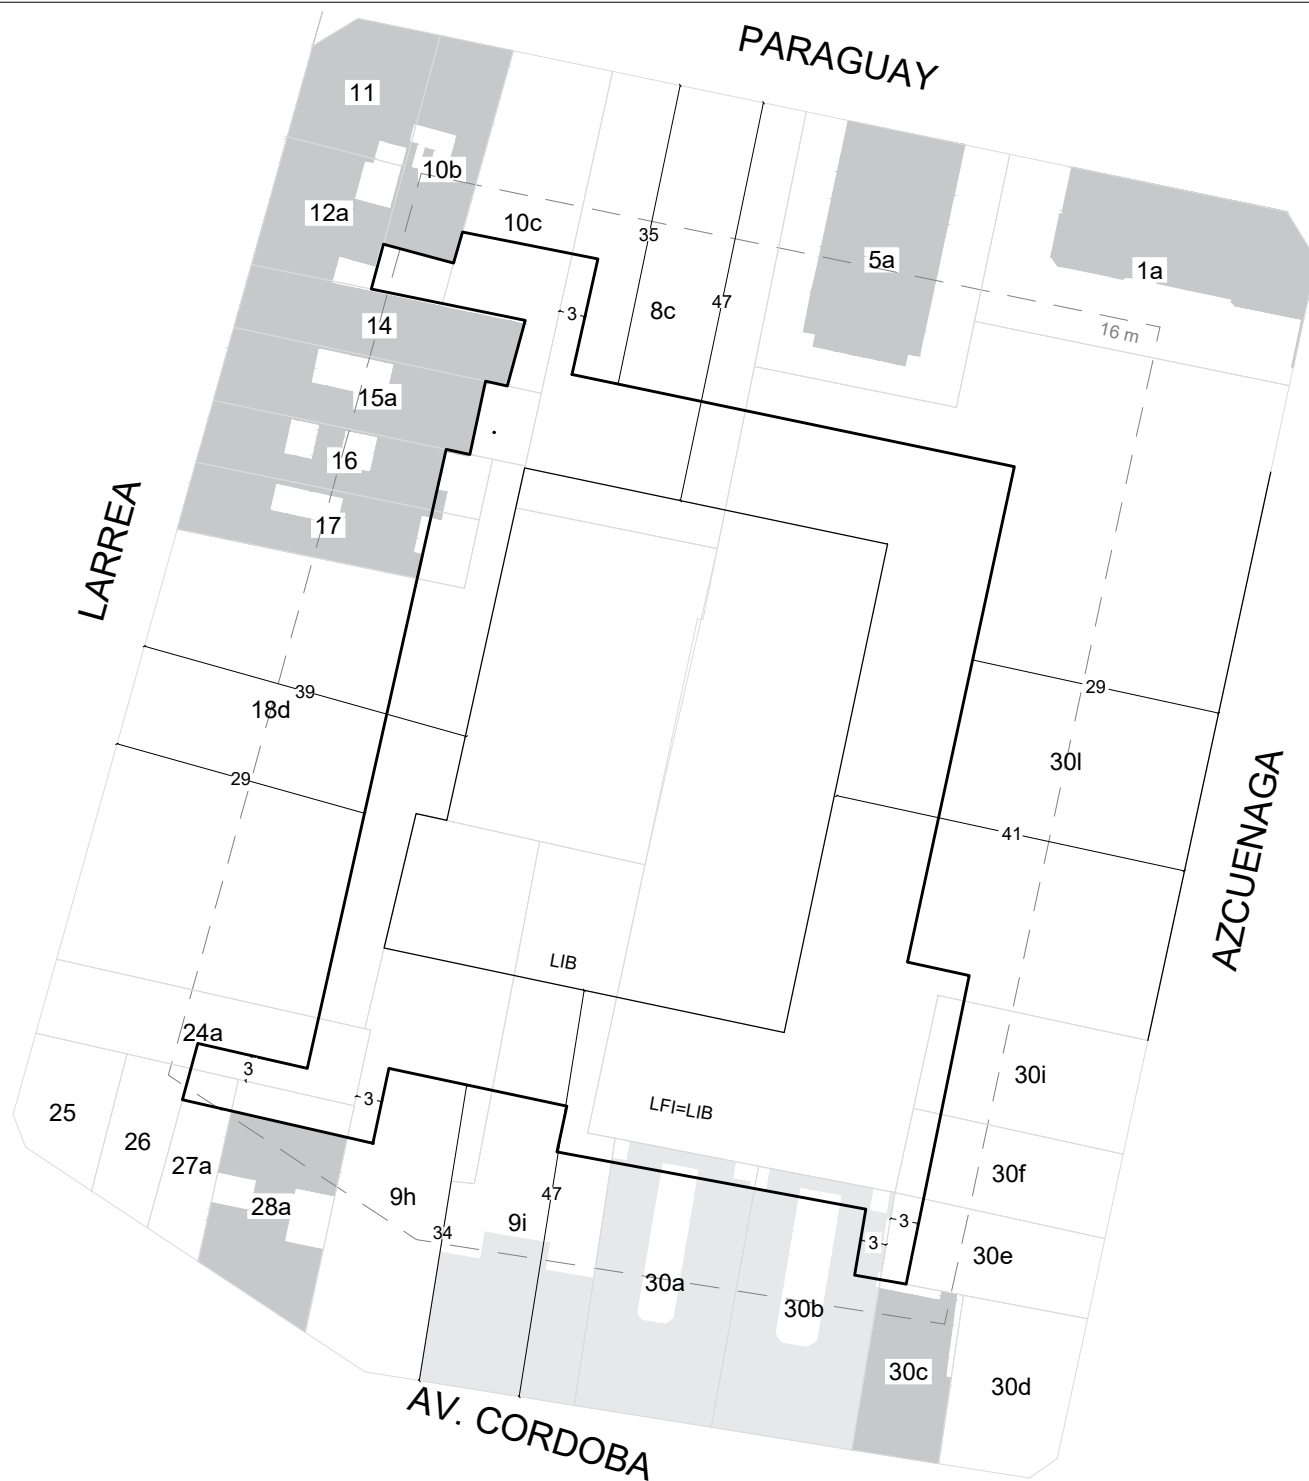 PARAGUAY
11
10b
12a
10c
35
5a
1a
47
8c
3
14
16 m
15a
16
17
LARREA
39
29
18d
30l
29
41
AZCUENAGA
LIB
24a
3
3
LFI=LIB
30i
25
26
27a
28a
9h
47
9i
34
30f
3
3
30e
30a
30b
30c
30d
AV. CORDOBA